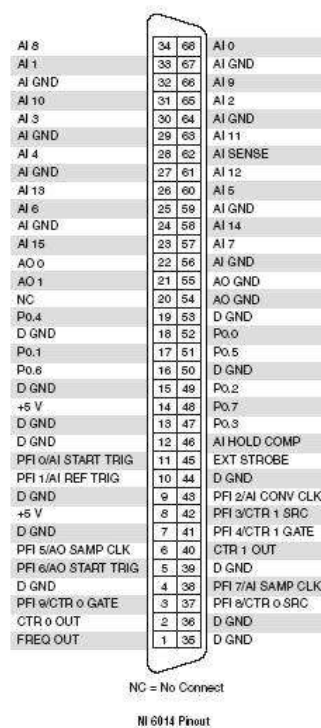 AI 8 34 68 AI 0
AI 1 33 67 AI GND
AI GND 32 66 AI 9
AI 10 31 65 AI 2
AI 3 30 64 AI GND
AI GND 29 63 AI 11
AI 4 28 62 AI SENSE
AI GND 27 61 AI 12
AI 13 26 60 AI 5
AI 6 25 59 AI GND
AI GND 24 58 AI 14
AI 15 23 57 AI 7
AO 0 22 56 AI GND
AO 1 21 55 AO GND
NC 20 54 AO GND
P0.4 19 53 D GND
D GND 18 52 P0.0
P0.1 17 51 P0.5
P0.6 16 50 D GND
D GND 15 49 P0.2
+5 V 14 48 P0.7
D GND 13 47 P0.3
D GND 12 46 AI HOLD COMP
PFI 0/AI START TRIG 11 45 EXT STROBE
PFI 1/AI REF TRIG 10 44 D GND
D GND 9 43 PFI 2/AI CONV CLK
+5 V 8 42 PFI 3/CTR 1 SRC
D GND 7 41 PFI 4/CTR 1 GATE
PFI 5/AO SAMP CLK 6 40 CTR 1 OUT
PFI 6/AO START TRIG 5 39 D GND
D GND 4 38 PFI 7/AI SAMP CLK
PFI 9/CTR 0 GATE 3 37 PFI 8/CTR 0 SRC
CTR 0 OUT 2 36 D GND
FREQ OUT 1 35 D GND
NC = No Connect
NI 6014 Pinout